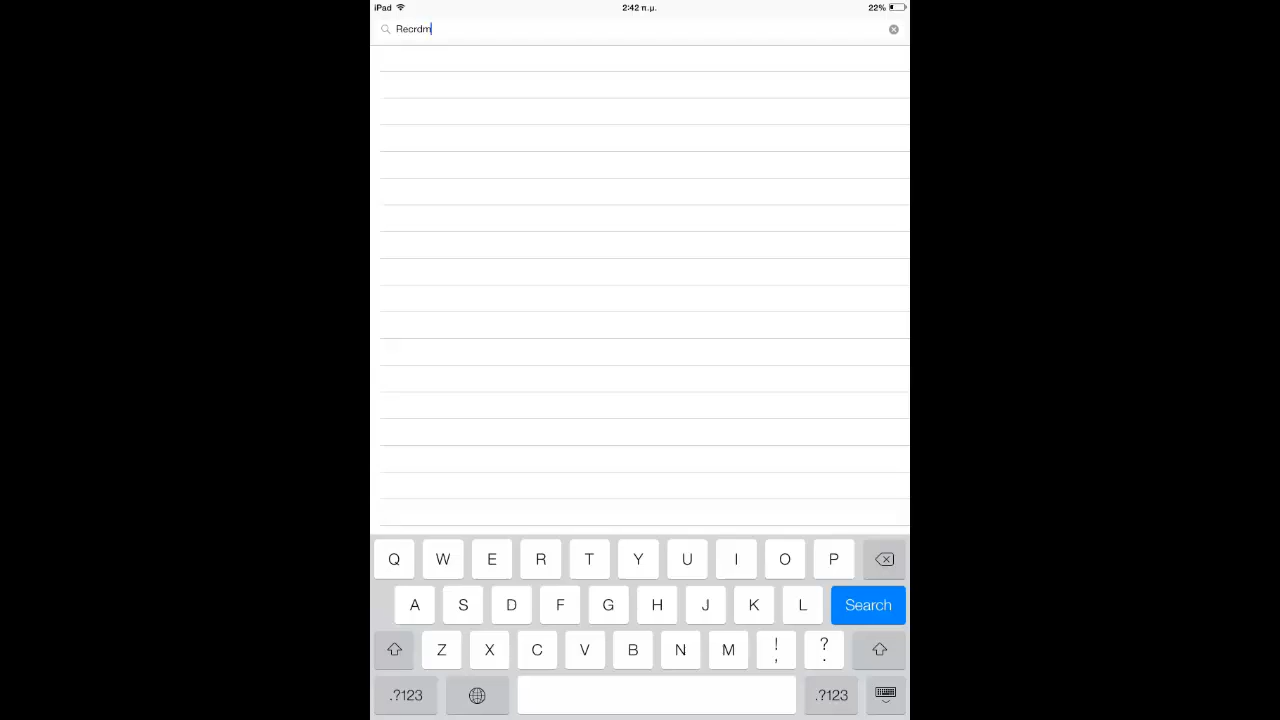 iPad 2:42 π.μ. 22%
Recrdm
Q W E R T Y U I O P
A S D F G H J K L Search
Z X C V B N M ! , ? .
.?123 .?123